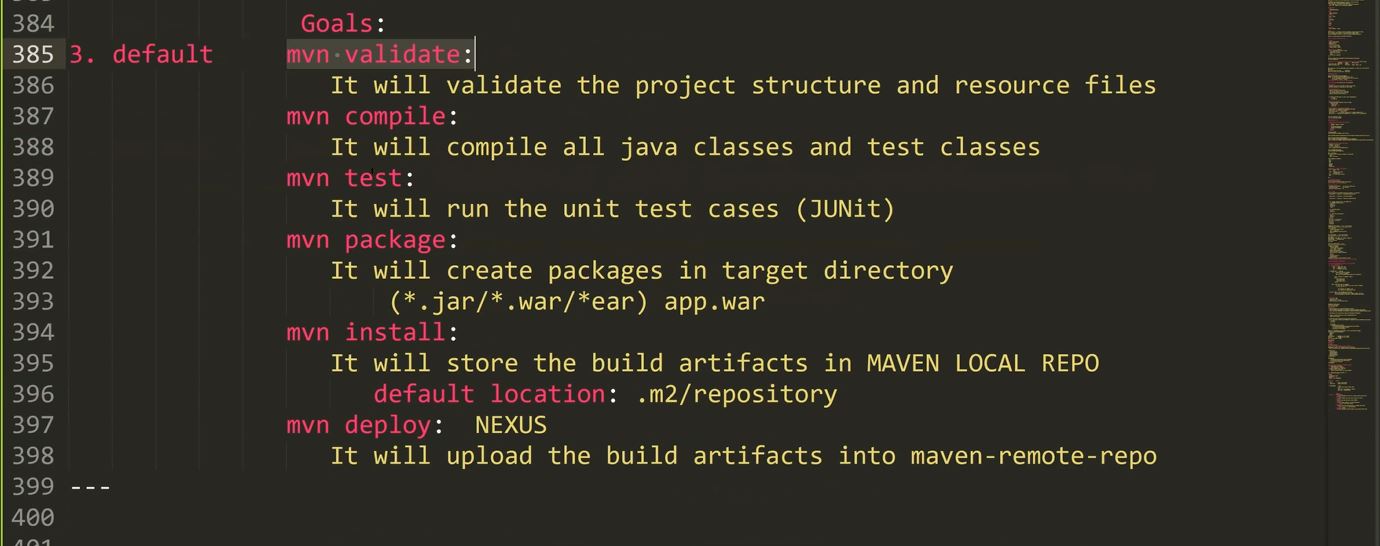 384 Goals:
385 3. default mvn validate:
386 It will validate the project structure and resource files
387 mvn compile:
388 It will compile all java classes and test classes
389 mvn test:
390 It will run the unit test cases (JUNit)
391 mvn package:
392 It will create packages in target directory
393 (*.jar/*.war/*ear) app.war
394 mvn install:
395 It will store the build artifacts in MAVEN LOCAL REPO
396 default location: .m2/repository
397 mvn deploy: NEXUS
398 It will upload the build artifacts into maven-remote-repo
399 ---
400